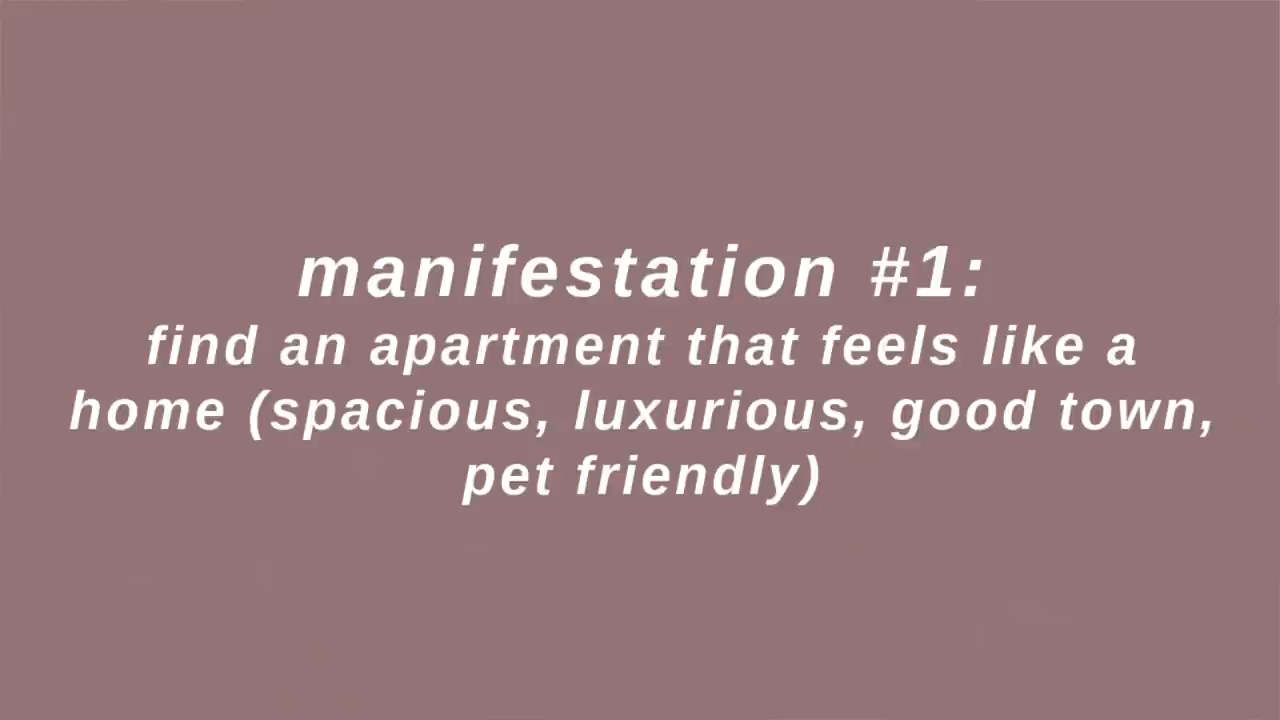 manifestation #1:
find an apartment that feels like a
home (spacious, luxurious, good town,
pet friendly)